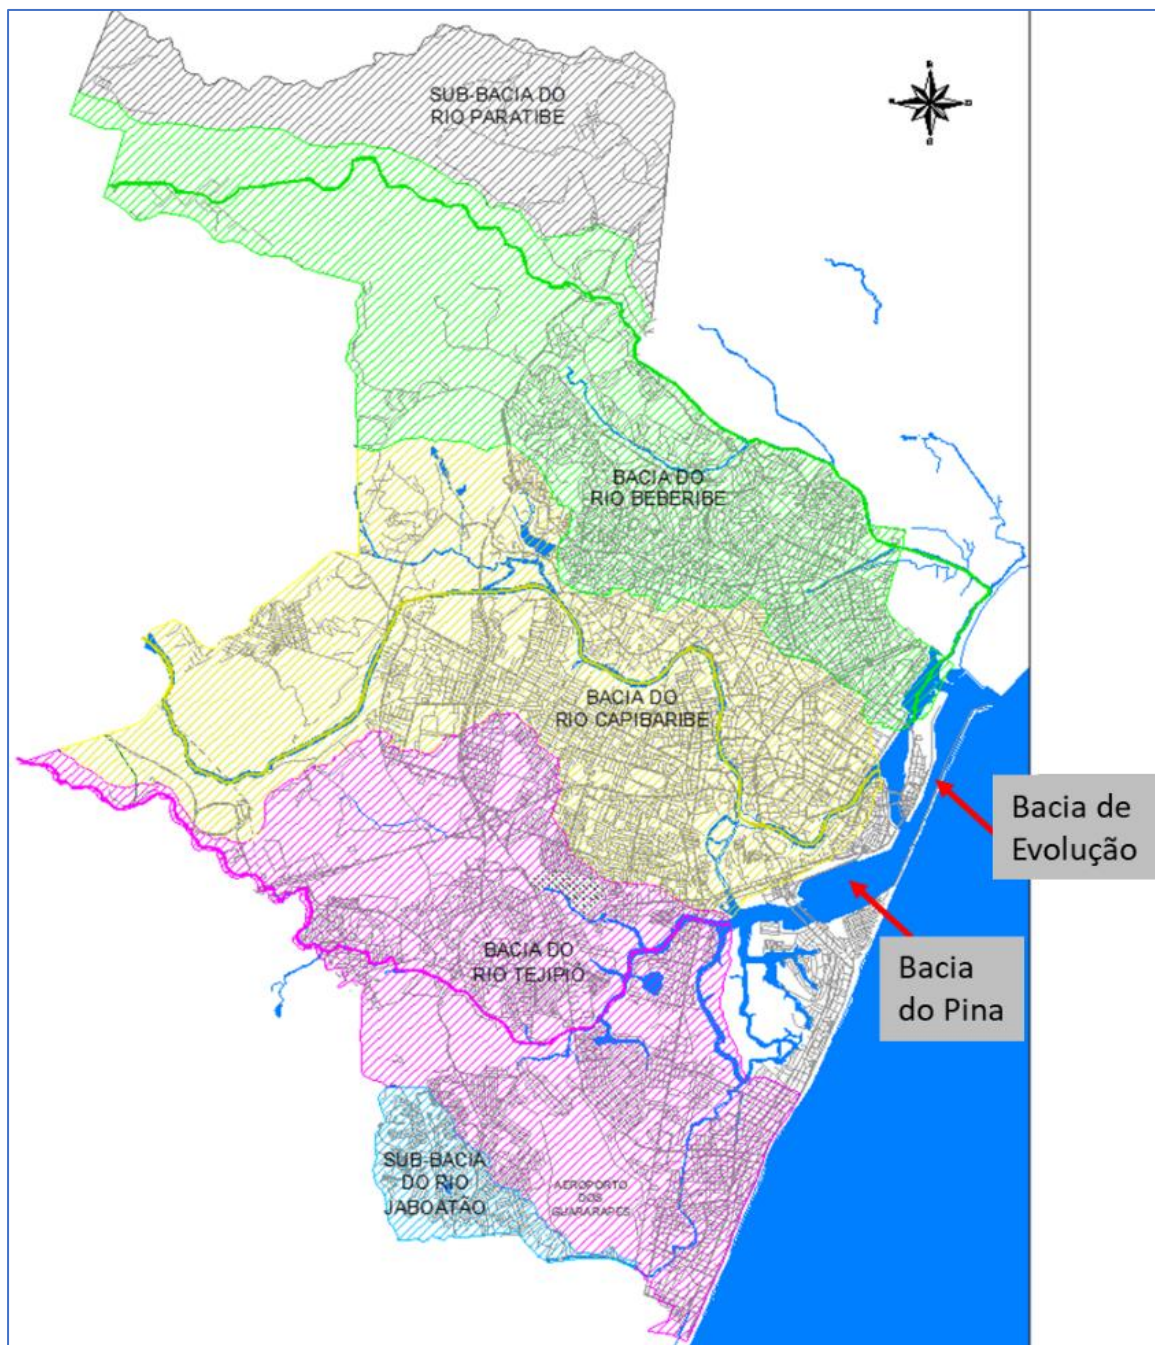 SUB-BACIA DO
RIO PARATIBE
BACIA DO
RIO BEBERIBE
BACIA DO
RIO CAPIBARIBE
Bacia de
Evolução
BACIA DO
RIO TEJIPIÓ
Bacia
do Pina
SUB-BACIA
DO RIO
JABOATÃO
AEROPORTO
DOS
GUARARAPES